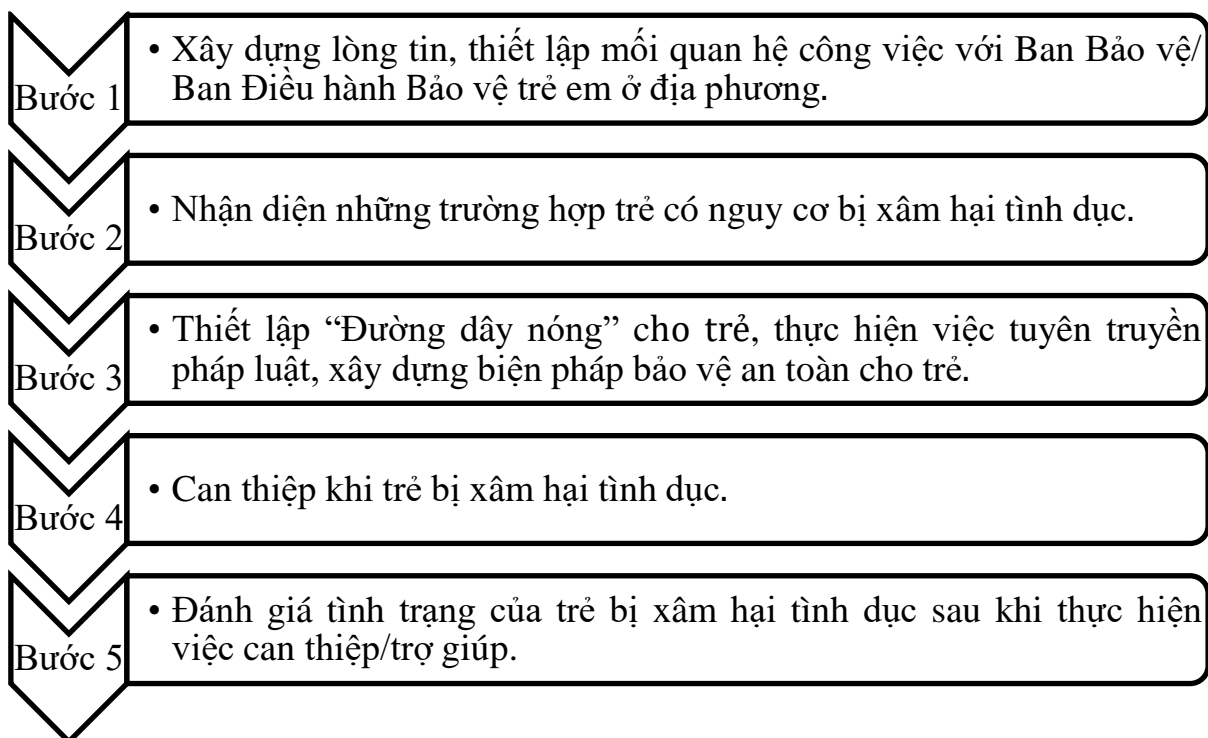 Bước 1
• Xây dựng lòng tin, thiết lập mối quan hệ công việc với Ban Bảo vệ/
Ban Điều hành Bảo vệ trẻ em ở địa phương.
Bước 2
• Nhận diện những trường hợp trẻ có nguy cơ bị xâm hại tình dục.
Bước 3
• Thiết lập “Đường dây nóng” cho trẻ, thực hiện việc tuyên truyền
pháp luật, xây dựng biện pháp bảo vệ an toàn cho trẻ.
Bước 4
• Can thiệp khi trẻ bị xâm hại tình dục.
Bước 5
• Đánh giá tình trạng của trẻ bị xâm hại tình dục sau khi thực hiện
việc can thiệp/trợ giúp.